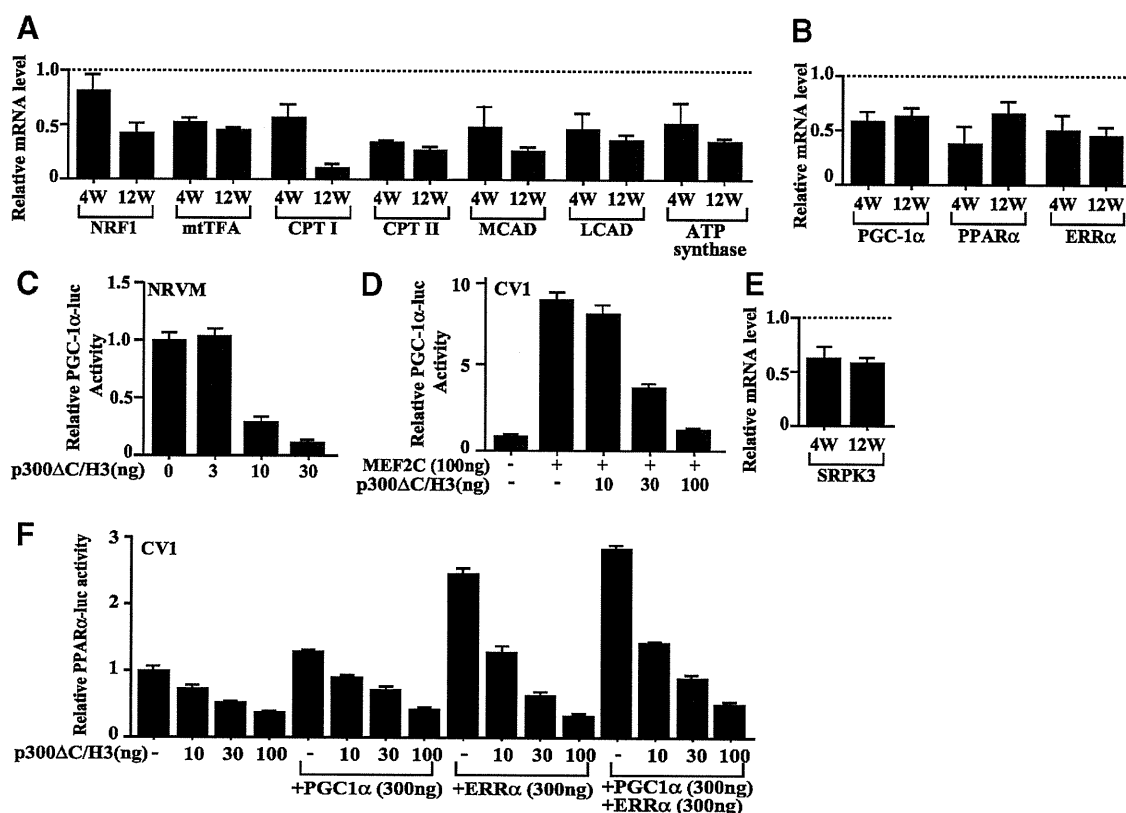 A
Relative mRNA level
1.0
0.5
0
4W 12W 4W 12W 4W 12W 4W 12W 4W 12W 4W 12W 4W 12W
NRF1 mtTFA CPT I CPT II MCAD LCAD ATP synthase
B
Relative mRNA level
1.0
0.5
0
4W 12W 4W 12W 4W 12W
PGC-1α PPARα ERRα
C
NRVM
Relative PGC-1α-luc
Activity
1.5
1.0
0.5
0
p300ΔC/H3(ng) 0 3 10 30
D
CV1
Relative PGC-1α-luc
Activity
10
5
0
MEF2C (100ng) - + + + +
p300ΔC/H3(ng) - - 10 30 100
E
Relative mRNA level
1.0
0.5
0
4W 12W
SRPK3
F
CV1
Relative PPARα-luc activity
3
2
1
0
p300ΔC/H3(ng) - 10 30 100 - 10 30 100 - 10 30 100 - 10 30 100
+PGC1α (300ng) +ERRα (300ng) +PGC1α (300ng)
+ERRα (300ng)